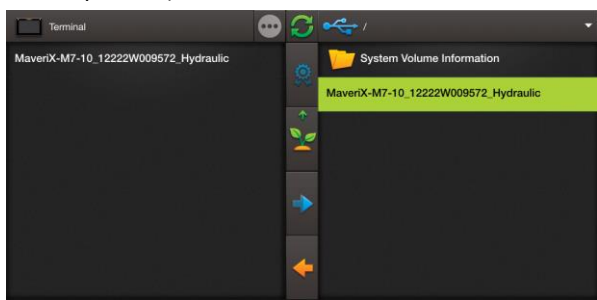 Terminal
/
MaveriX-M7-10_12222W009572_Hydraulic
System Volume Information
MaveriX-M7-10_12222W009572_Hydraulic